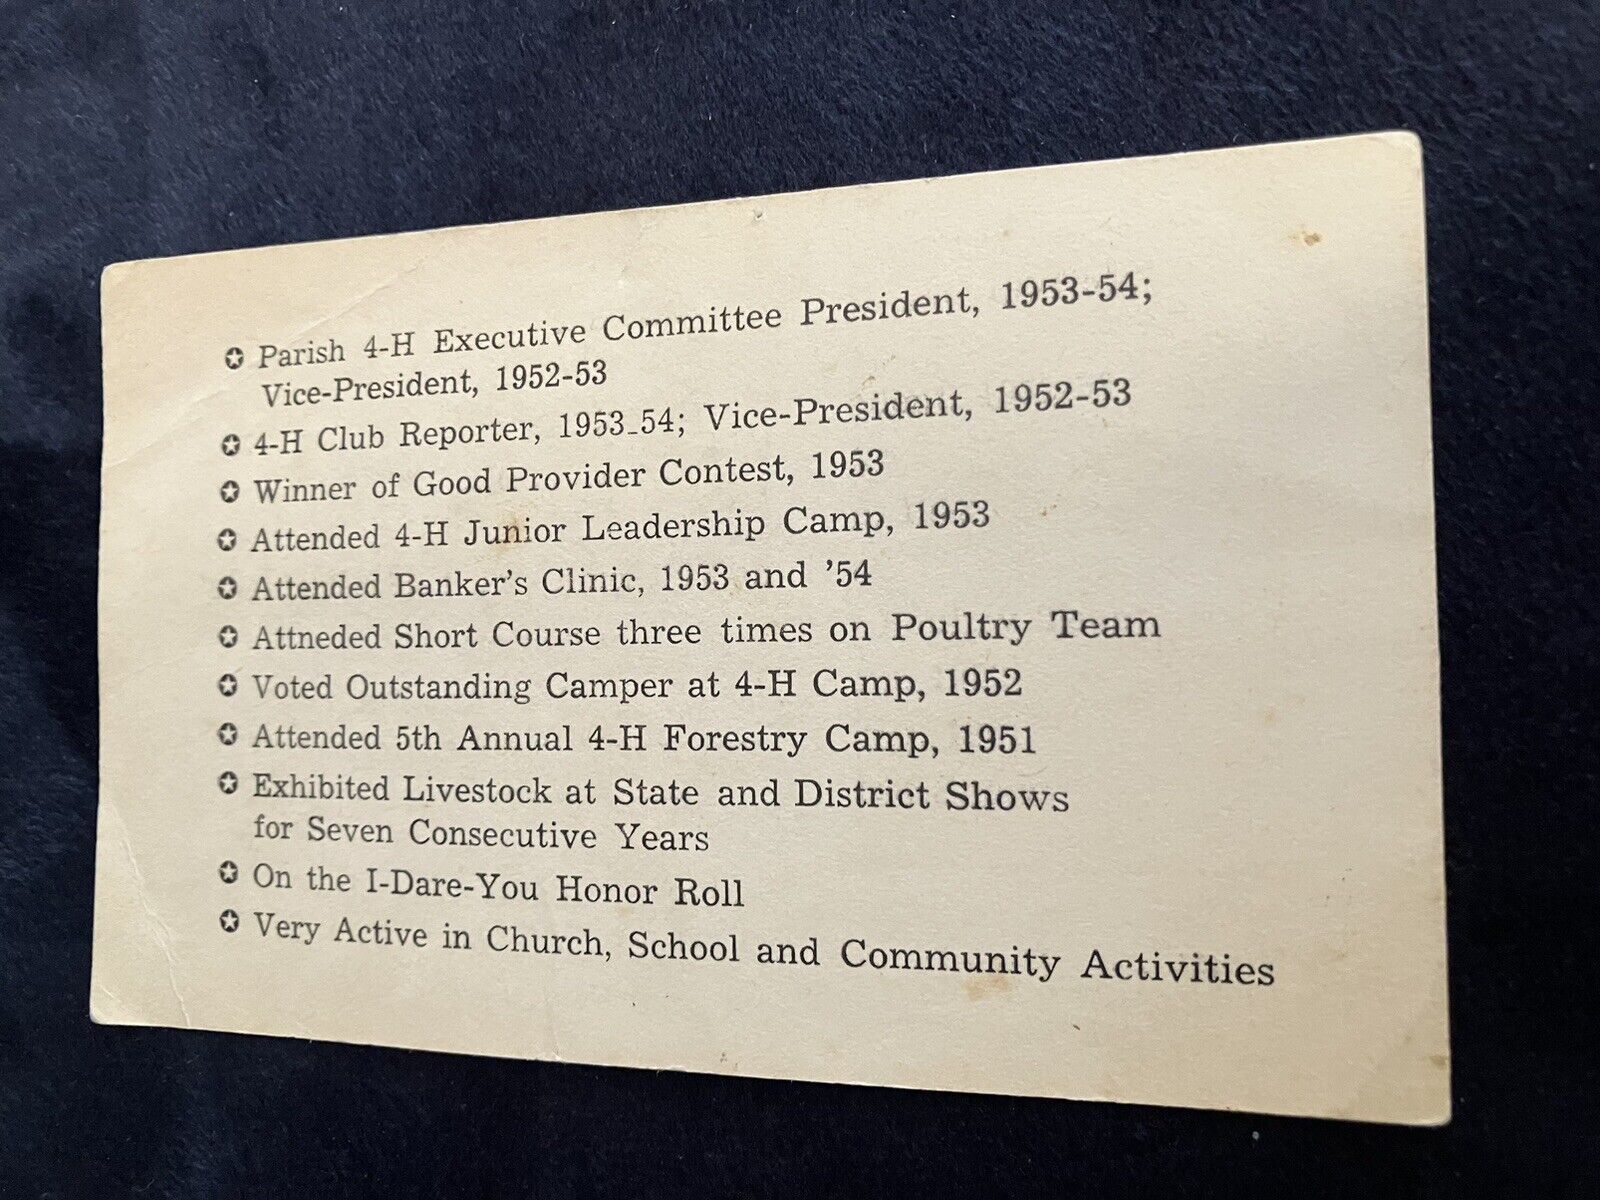 ✪ Parish 4-H Executive Committee President, 1953-54;
Vice-President, 1952-53
✪ 4-H Club Reporter, 1953-54; Vice-President, 1952-53
✪ Winner of Good Provider Contest, 1953
✪ Attended 4-H Junior Leadership Camp, 1953
✪ Attended Banker's Clinic, 1953 and '54
✪ Attneded Short Course three times on Poultry Team
✪ Voted Outstanding Camper at 4-H Camp, 1952
✪ Attended 5th Annual 4-H Forestry Camp, 1951
✪ Exhibited Livestock at State and District Shows
for Seven Consecutive Years
✪ On the I-Dare-You Honor Roll
✪ Very Active in Church, School and Community Activities